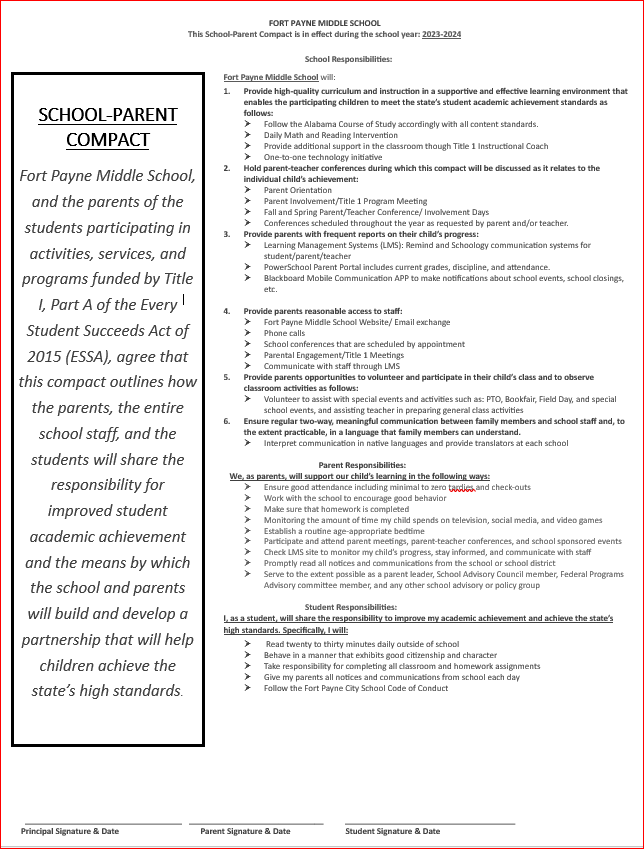 FORT PAYNE MIDDLE SCHOOL
This School-Parent Compact is in effect during the school year: 2023-2024
SCHOOL-PARENT
COMPACT
Fort Payne Middle School,
and the parents of the
students participating in
activities, services, and
programs funded by Title
I, Part A of the Every
Student Succeeds Act of
2015 (ESSA), agree that
this compact outlines how
the parents, the entire
school staff, and the
students will share the
responsibility for
improved student
academic achievement
and the means by which
the school and parents
will build and develop a
partnership that will help
children achieve the
state's high standards.
School Responsibilities:
Fort Payne Middle School will:
1. Provide high-quality curriculum and instruction in a supportive and effective learning environment that
enables the participating children to meet the state's student academic achievement standards as
follows:
➢ Follow the Alabama Course of Study accordingly with all content standards.
➢ Daily Math and Reading Intervention
➢ Provide additional support in the classroom though Title 1 Instructional Coach
➢ One-to-one technology initiative
2. Hold parent-teacher conferences during which this compact will be discussed as it relates to the
individual child's achievement:
➢ Parent Orientation
➢ Parent Involvement/Title 1 Program Meeting
➢ Fall and Spring Parent/Teacher Conference/ Involvement Days
➢ Conferences scheduled throughout the year as requested by parent and/or teacher.
3. Provide parents with frequent reports on their child's progress:
➢ Learning Management Systems (LMS): Remind and Schoology communication systems for
student/parent/teacher
➢ PowerSchool Parent Portal includes current grades, discipline, and attendance.
➢ Blackboard Mobile Communication APP to make notifications about school events, school closings,
etc.
4. Provide parents reasonable access to staff:
➢ Fort Payne Middle School Website/ Email exchange
➢ Phone calls
➢ School conferences that are scheduled by appointment
➢ Parental Engagement/Title 1 Meetings
➢ Communicate with staff through LMS
5. Provide parents opportunities to volunteer and participate in their child's class and to observe
classroom activities as follows:
➢ Volunteer to assist with special events and activities such as: PTO, Bookfair, Field Day, and special
school events, and assisting teacher in preparing general class activities
6. Ensure regular two-way, meaningful communication between family members and school staff and, to
the extent practicable, in a language that family members can understand.
➢ Interpret communication in native languages and provide translators at each school
Parent Responsibilities:
We, as parents, will support our child's learning in the following ways:
➢ Ensure good attendance including minimal to zero tardies and check-outs
➢ Work with the school to encourage good behavior
➢ Make sure that homework is completed
➢ Monitoring the amount of time my child spends on television, social media, and video games
➢ Establish a routine age-appropriate bedtime
➢ Participate and attend parent meetings, parent-teacher conferences, and school sponsored events
➢ Check LMS site to monitor my child's progress, stay informed, and communicate with staff
➢ Promptly read all notices and communications from the school or school district
➢ Serve to the extent possible as a parent leader, School Advisory Council member, Federal Programs
Advisory committee member, and any other school advisory or policy group
Student Responsibilities:
I, as a student, will share the responsibility to improve my academic achievement and achieve the state's
high standards. Specifically, I will:
➢ Read twenty to thirty minutes daily outside of school
➢ Behave in a manner that exhibits good citizenship and character
➢ Take responsibility for completing all classroom and homework assignments
➢ Give my parents all notices and communications from school each day
➢ Follow the Fort Payne City School Code of Conduct
Principal Signature & Date Parent Signature & Date Student Signature & Date